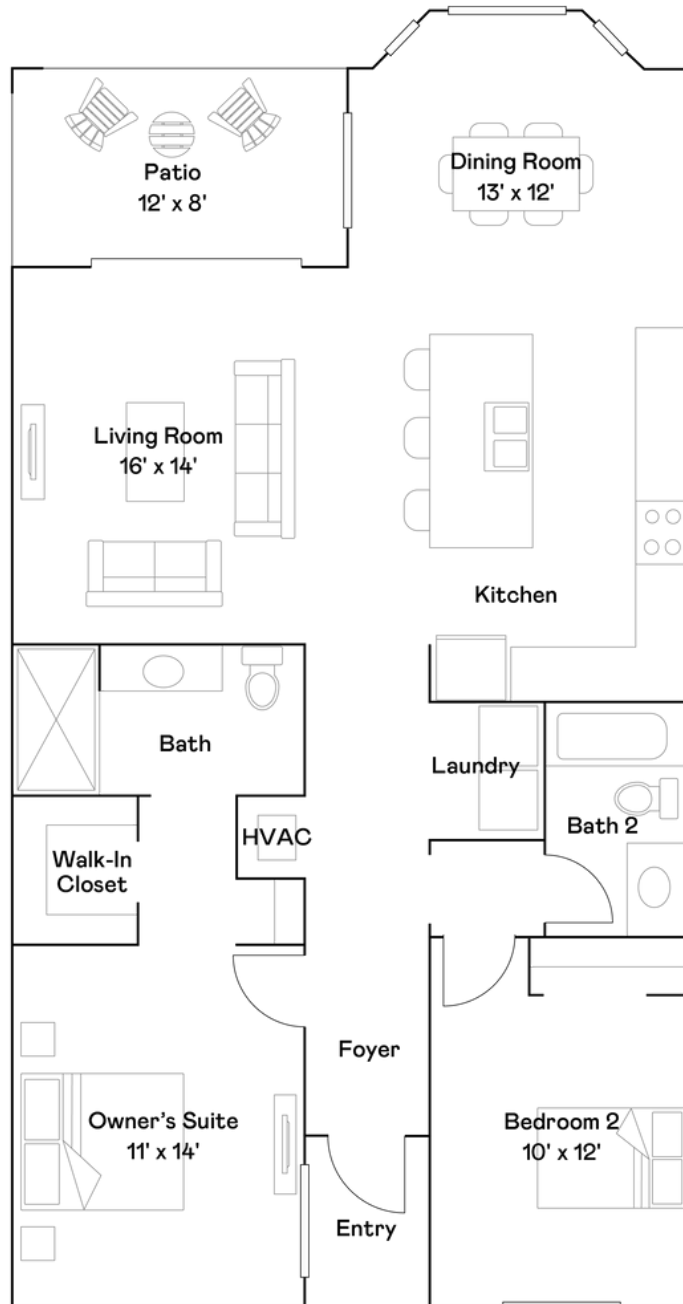 Patio
12' x 8'
Dining Room
13' x 12'
Living Room
16' x 14'
Kitchen
Bath
Laundry
Bath 2
HVAC
Walk-In
Closet
Foyer
Owner's Suite
11' x 14'
Bedroom 2
10' x 12'
Entry